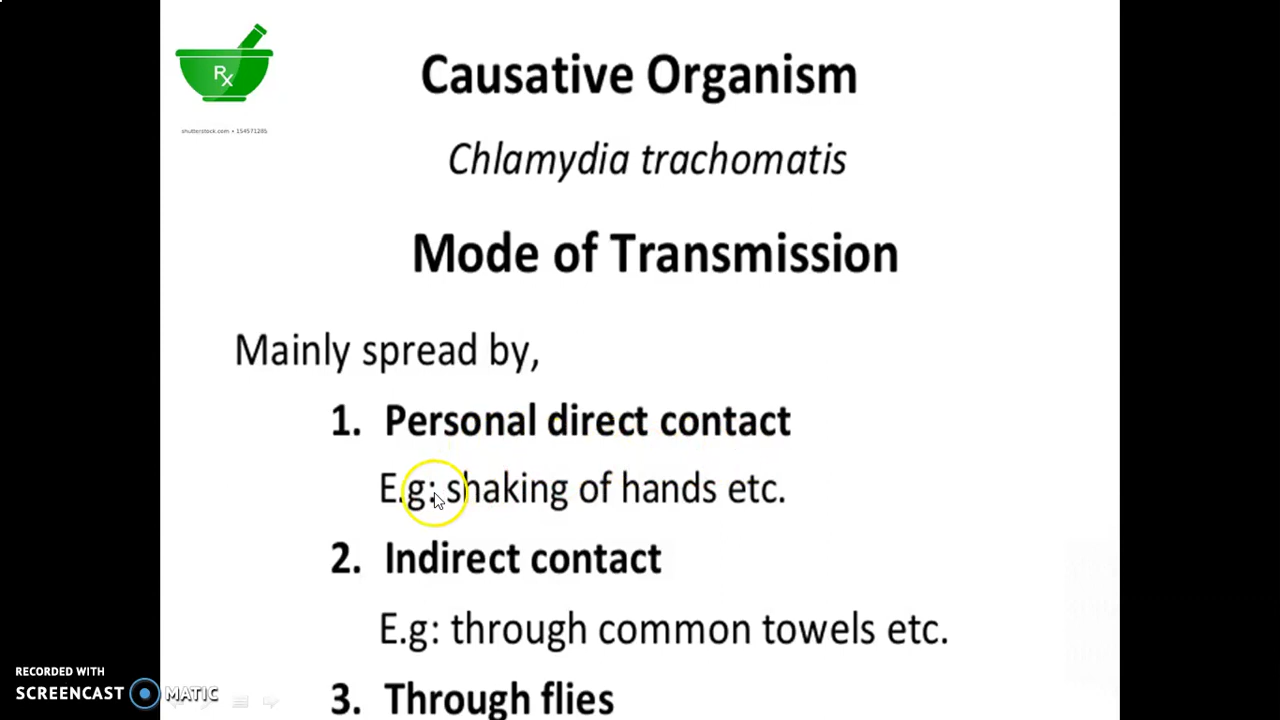 Rx
shutterstock.com • 154571285
Causative Organism
Chlamydia trachomatis
Mode of Transmission
Mainly spread by,
1. Personal direct contact
E.g: shaking of hands etc.
2. Indirect contact
E.g: through common towels etc.
3. Through flies
RECORDED WITH
SCREENCAST MATIC